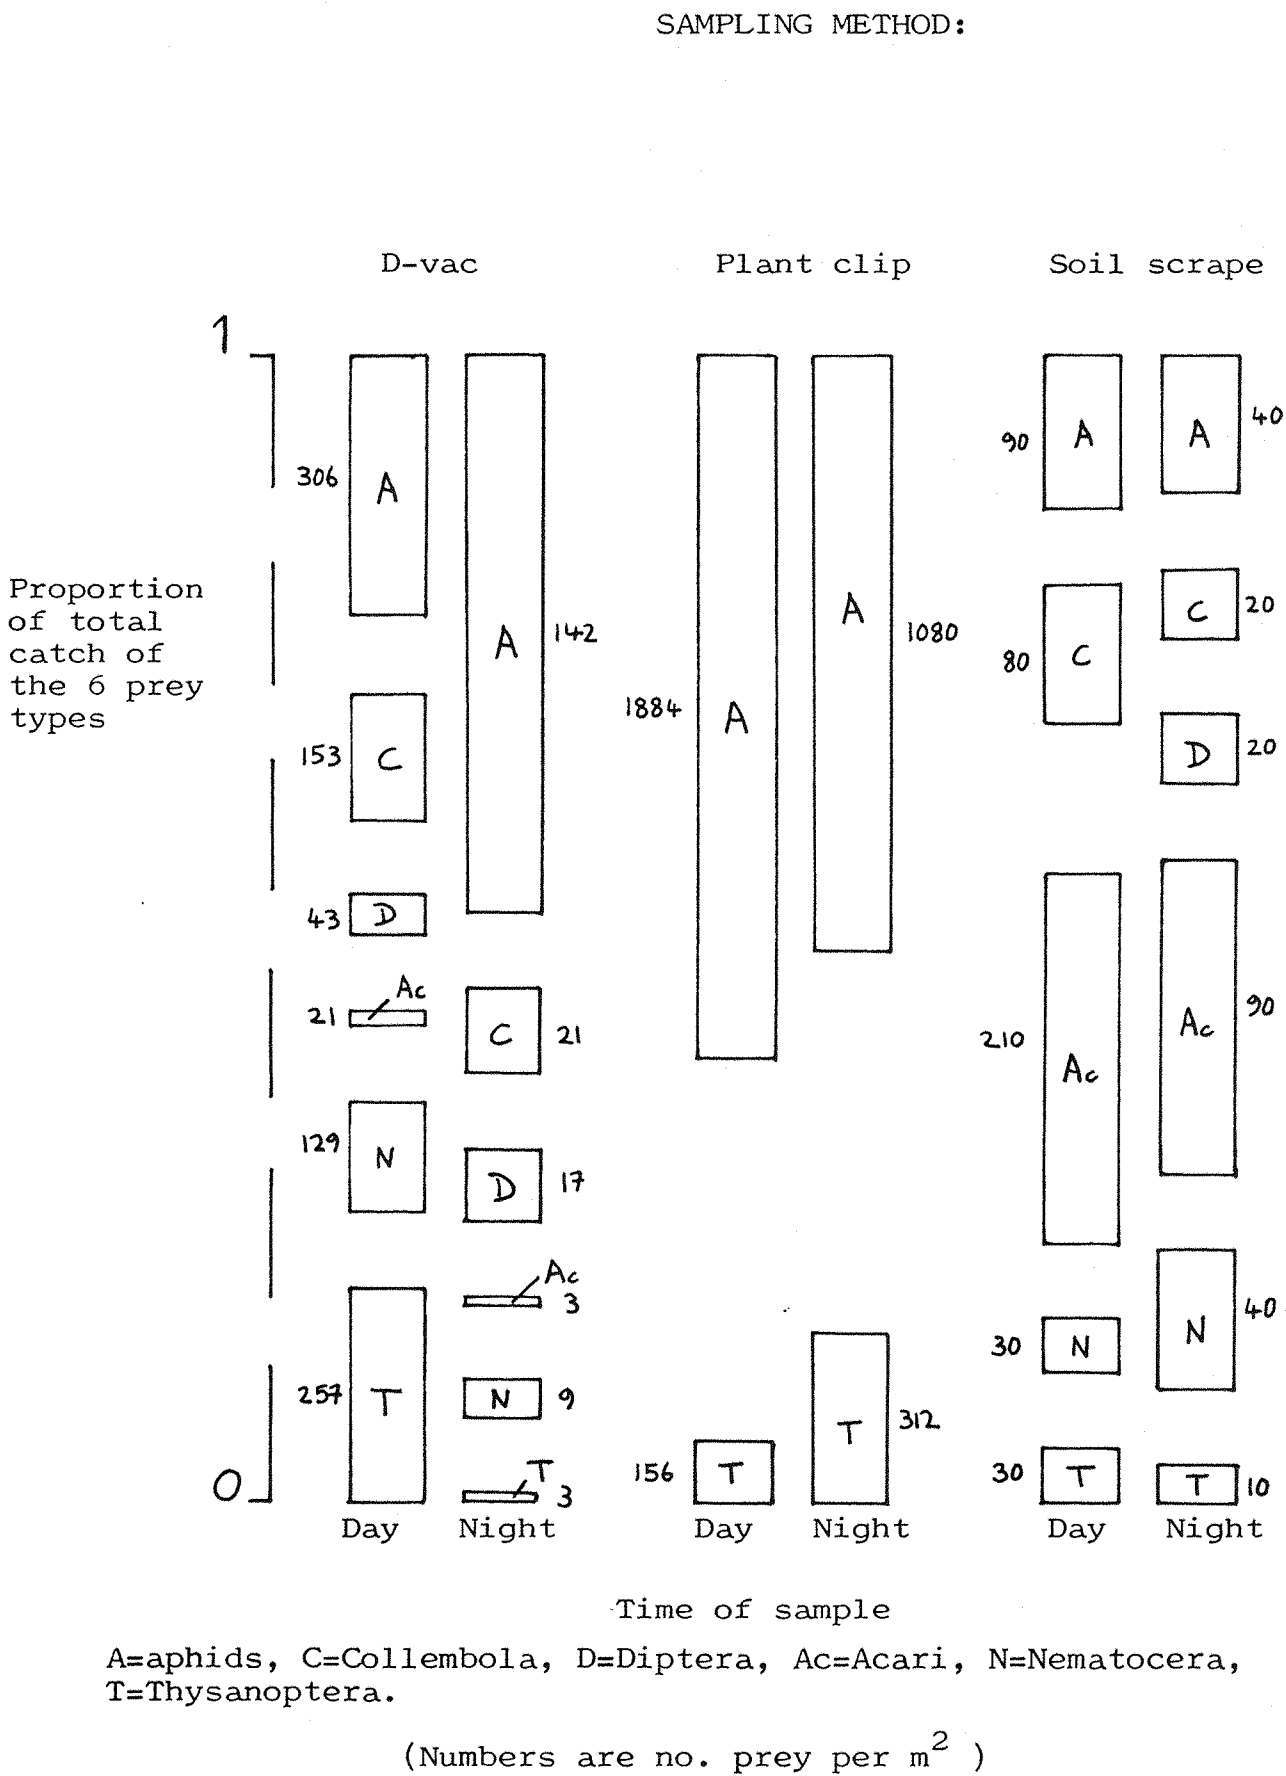 SAMPLING METHOD:
D-vac Plant clip Soil scrape
1
Proportion
of total
catch of
the 6 prey
types
0
306 A
153 C
43 D
21 Ac
129 N
257 T
Day
A 142
C 21
D 17
Ac 3
N 9
T 3
Night
1884 A
156 T
Day
A 1080
T 312
Night
90 A
80 C
210 Ac
30 N
30 T
Day
A 40
C 20
D 20
Ac 90
N 40
T 10
Night
Time of sample
A=aphids, C=Collembola, D=Diptera, Ac=Acari, N=Nematocera,
T=Thysanoptera.
(Numbers are no. prey per m² )